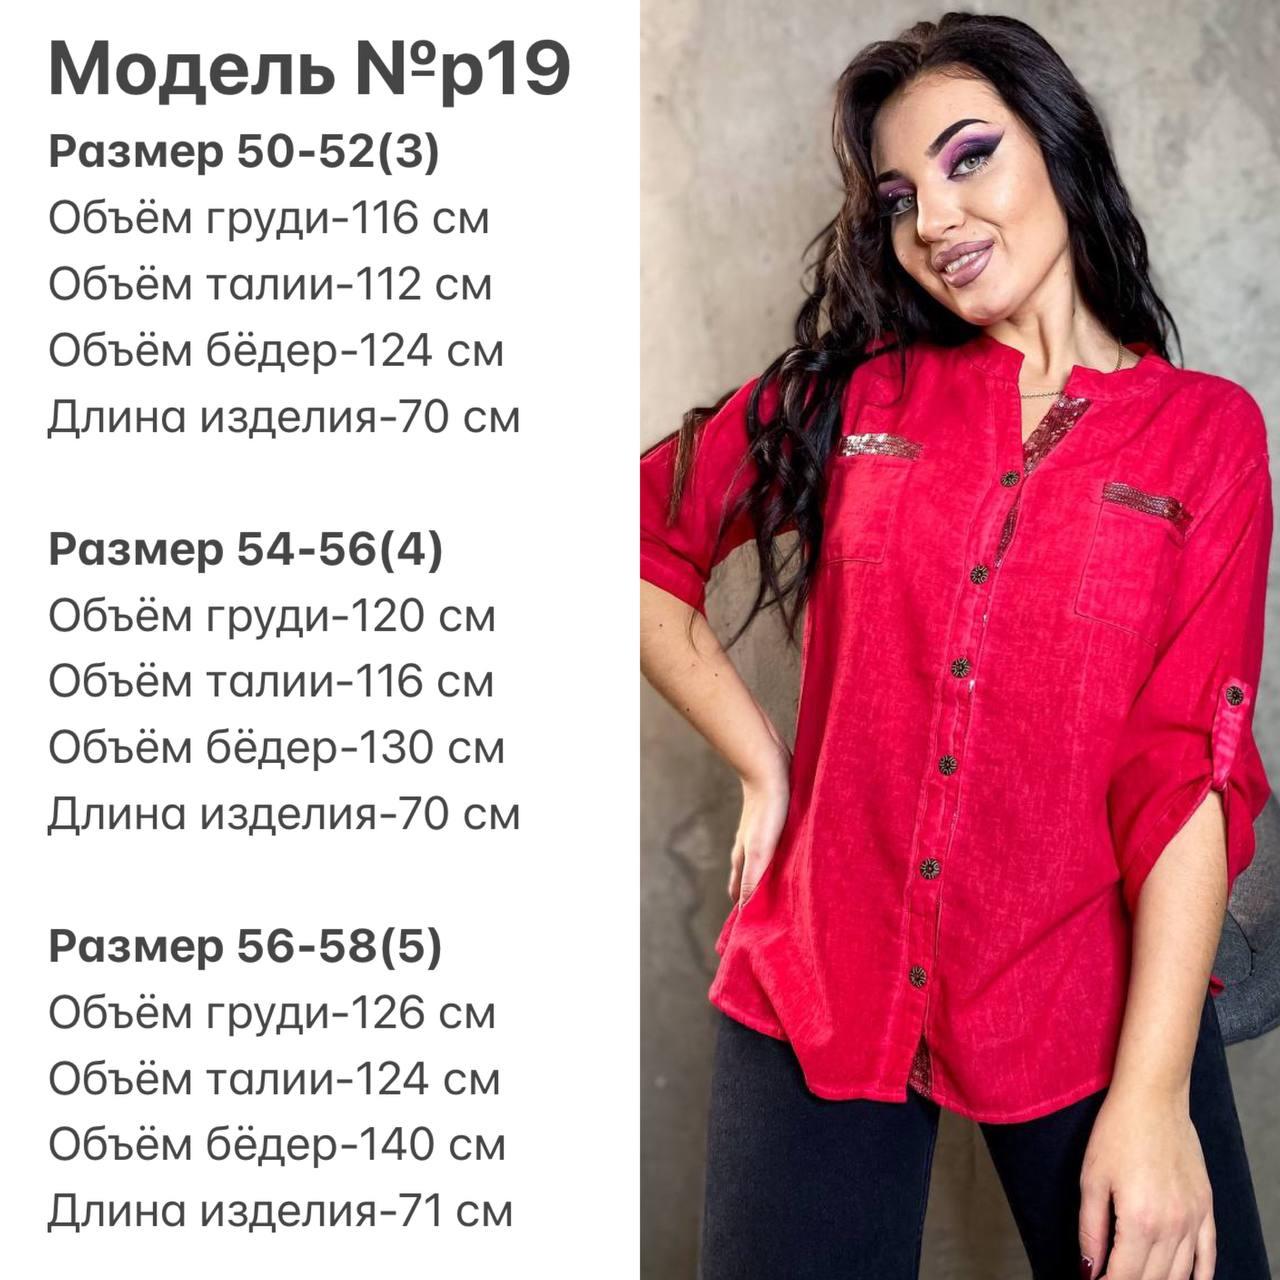 Модель №р19
Размер 50-52(3)
Объём груди-116 см
Объём талии-112 см
Объём бёдер-124 см
Длина изделия-70 см
Размер 54-56(4)
Объём груди-120 см
Объём талии-116 см
Объём бёдер-130 см
Длина изделия-70 см
Размер 56-58(5)
Объём груди-126 см
Объём талии-124 см
Объём бёдер-140 см
Длина изделия-71 см